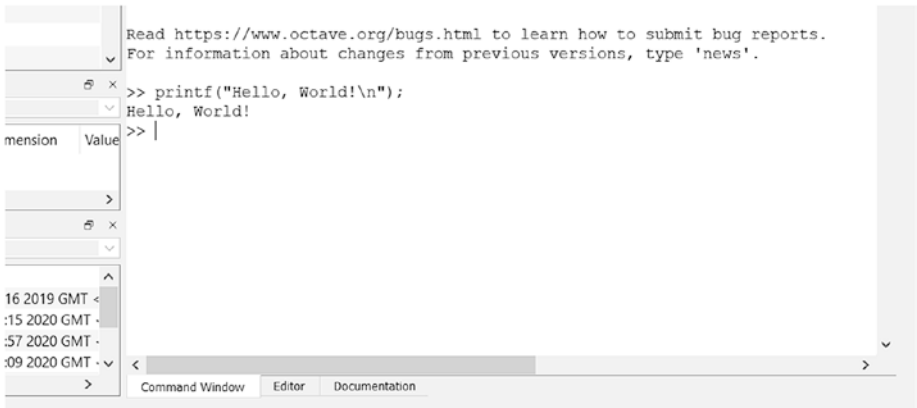 Read https://www.octave.org/bugs.html to learn how to submit bug reports.
For information about changes from previous versions, type 'news'.
>> printf("Hello, World!\n");
Hello, World!
>>
mension Value
16 2019 GMT
:15 2020 GMT
:57 2020 GMT
:09 2020 GMT
Command Window Editor Documentation